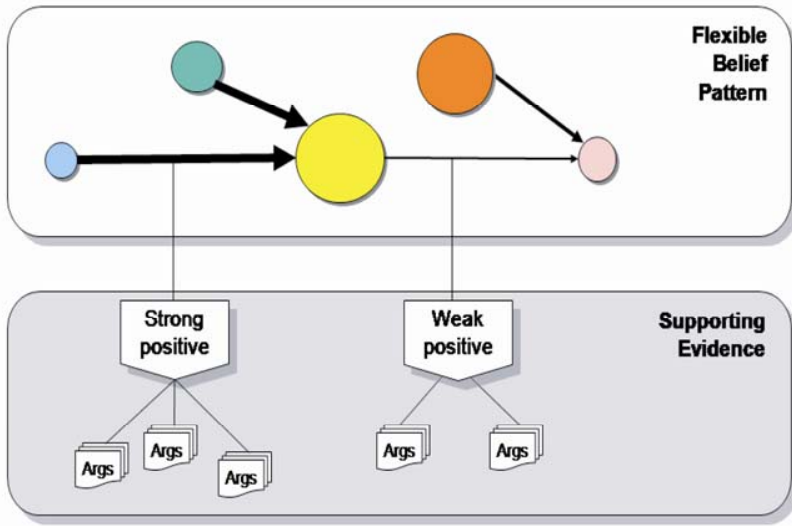 Flexible
Belief
Pattern
Strong
positive
Weak
positive
Supporting
Evidence
Args
Args
Args
Args
Args